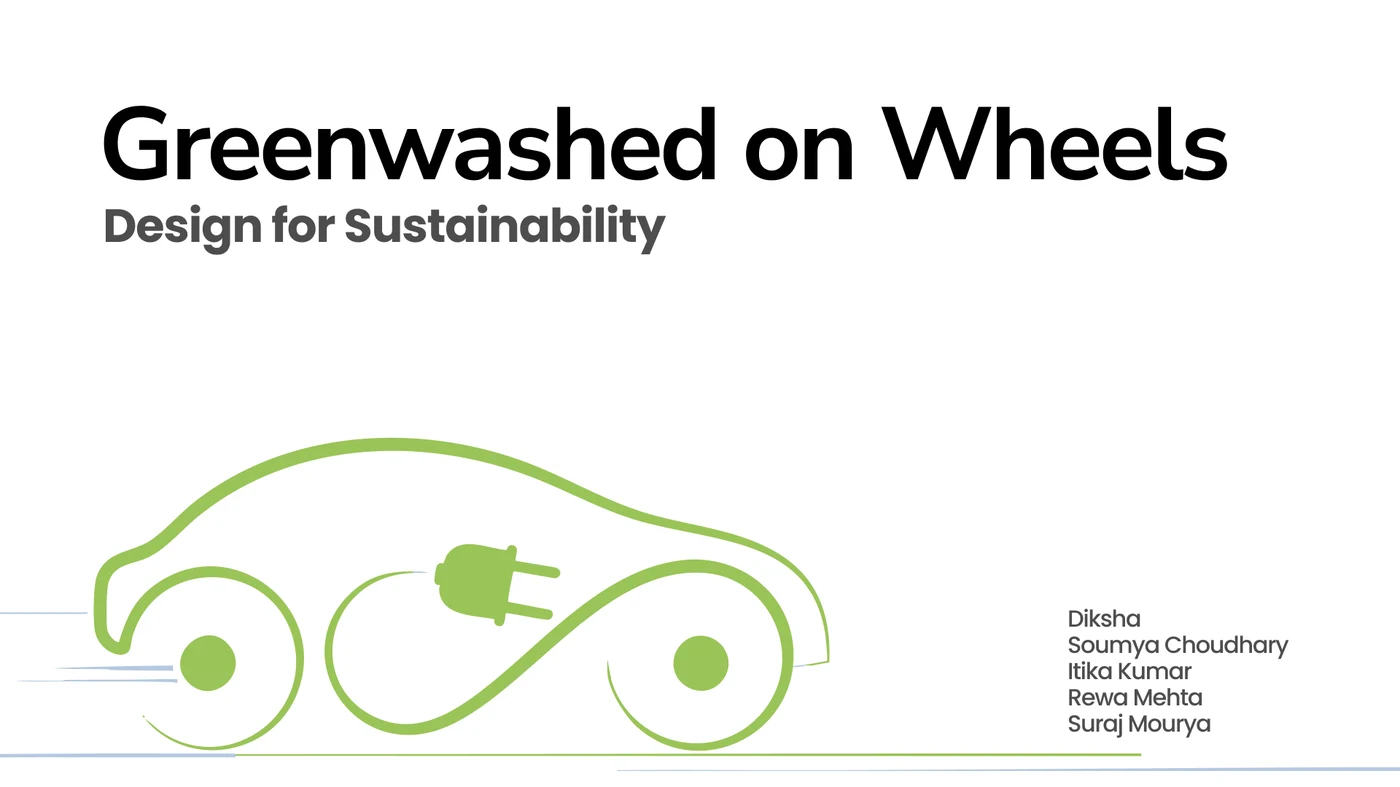 Greenwashed on Wheels
Design for Sustainability
Diksha
Soumya Choudhary
Itika Kumar
Rewa Mehta
Suraj Mourya